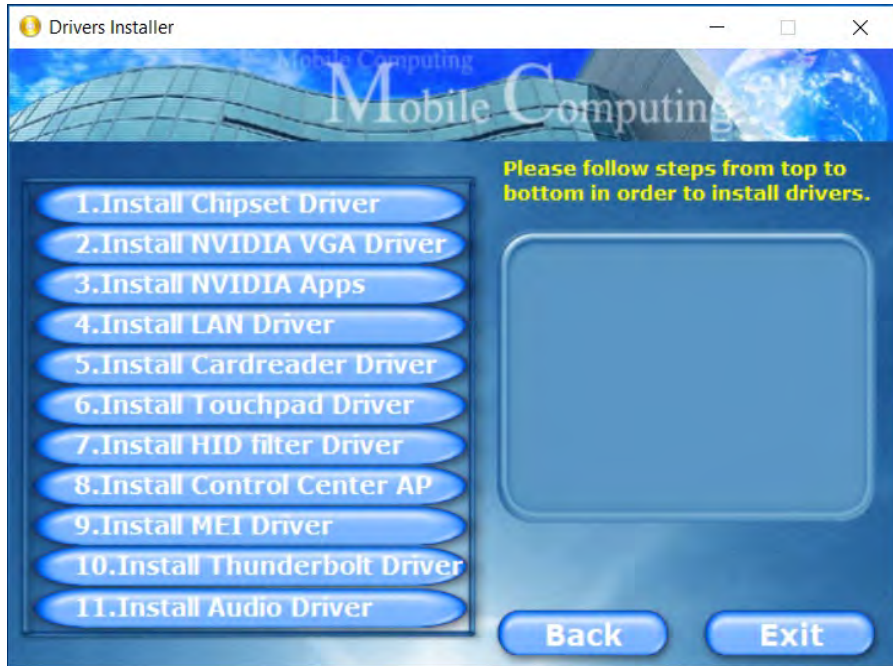 Drivers Installer
Mobile Computing
Mobile Computing
Please follow steps from top to
bottom in order to install drivers.
1.Install Chipset Driver
2.Install NVIDIA VGA Driver
3.Install NVIDIA Apps
4.Install LAN Driver
5.Install Cardreader Driver
6.Install Touchpad Driver
7.Install HID filter Driver
8.Install Control Center AP
9.Install MEI Driver
10.Install Thunderbolt Driver
11.Install Audio Driver
Back
Exit